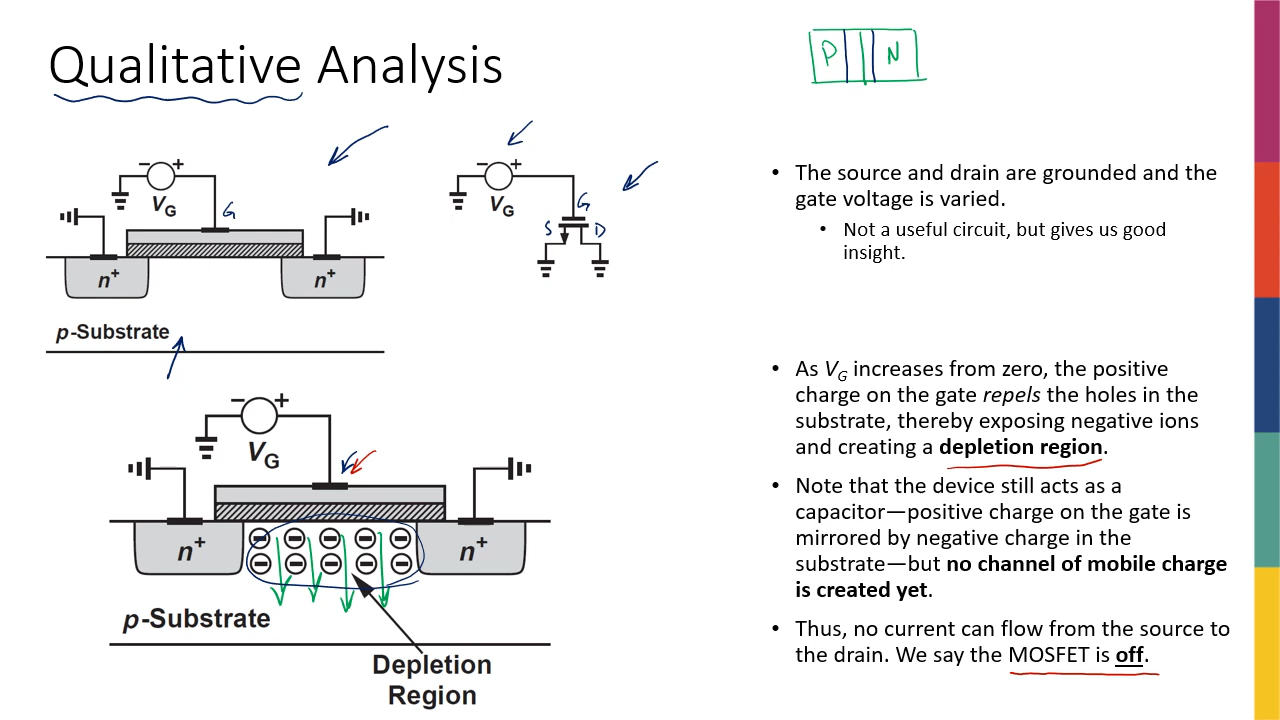 Qualitative Analysis
P N
− +
V_G
G
n⁺ n⁺
p-Substrate
− +
V_G
G
S D
• The source and drain are grounded and the
gate voltage is varied.
• Not a useful circuit, but gives us good
insight.
− +
V_G
n⁺ n⁺
p-Substrate
Depletion
Region
• As V_G increases from zero, the positive
charge on the gate repels the holes in the
substrate, thereby exposing negative ions
and creating a depletion region.
• Note that the device still acts as a
capacitor—positive charge on the gate is
mirrored by negative charge in the
substrate—but no channel of mobile charge
is created yet.
• Thus, no current can flow from the source to
the drain. We say the MOSFET is off.